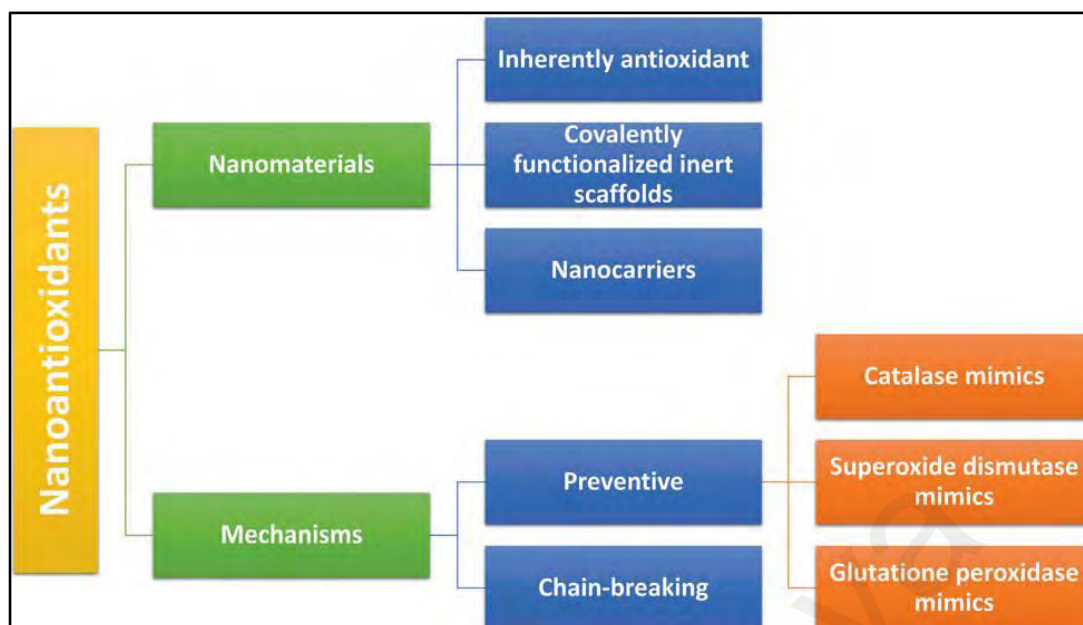 Nanoantioxidants
Nanomaterials
Inherently antioxidant
Covalently
functionalized inert
scaffolds
Nanocarriers
Mechanisms
Preventive
Catalase mimics
Superoxide dismutase
mimics
Glutatione peroxidase
mimics
Chain-breaking